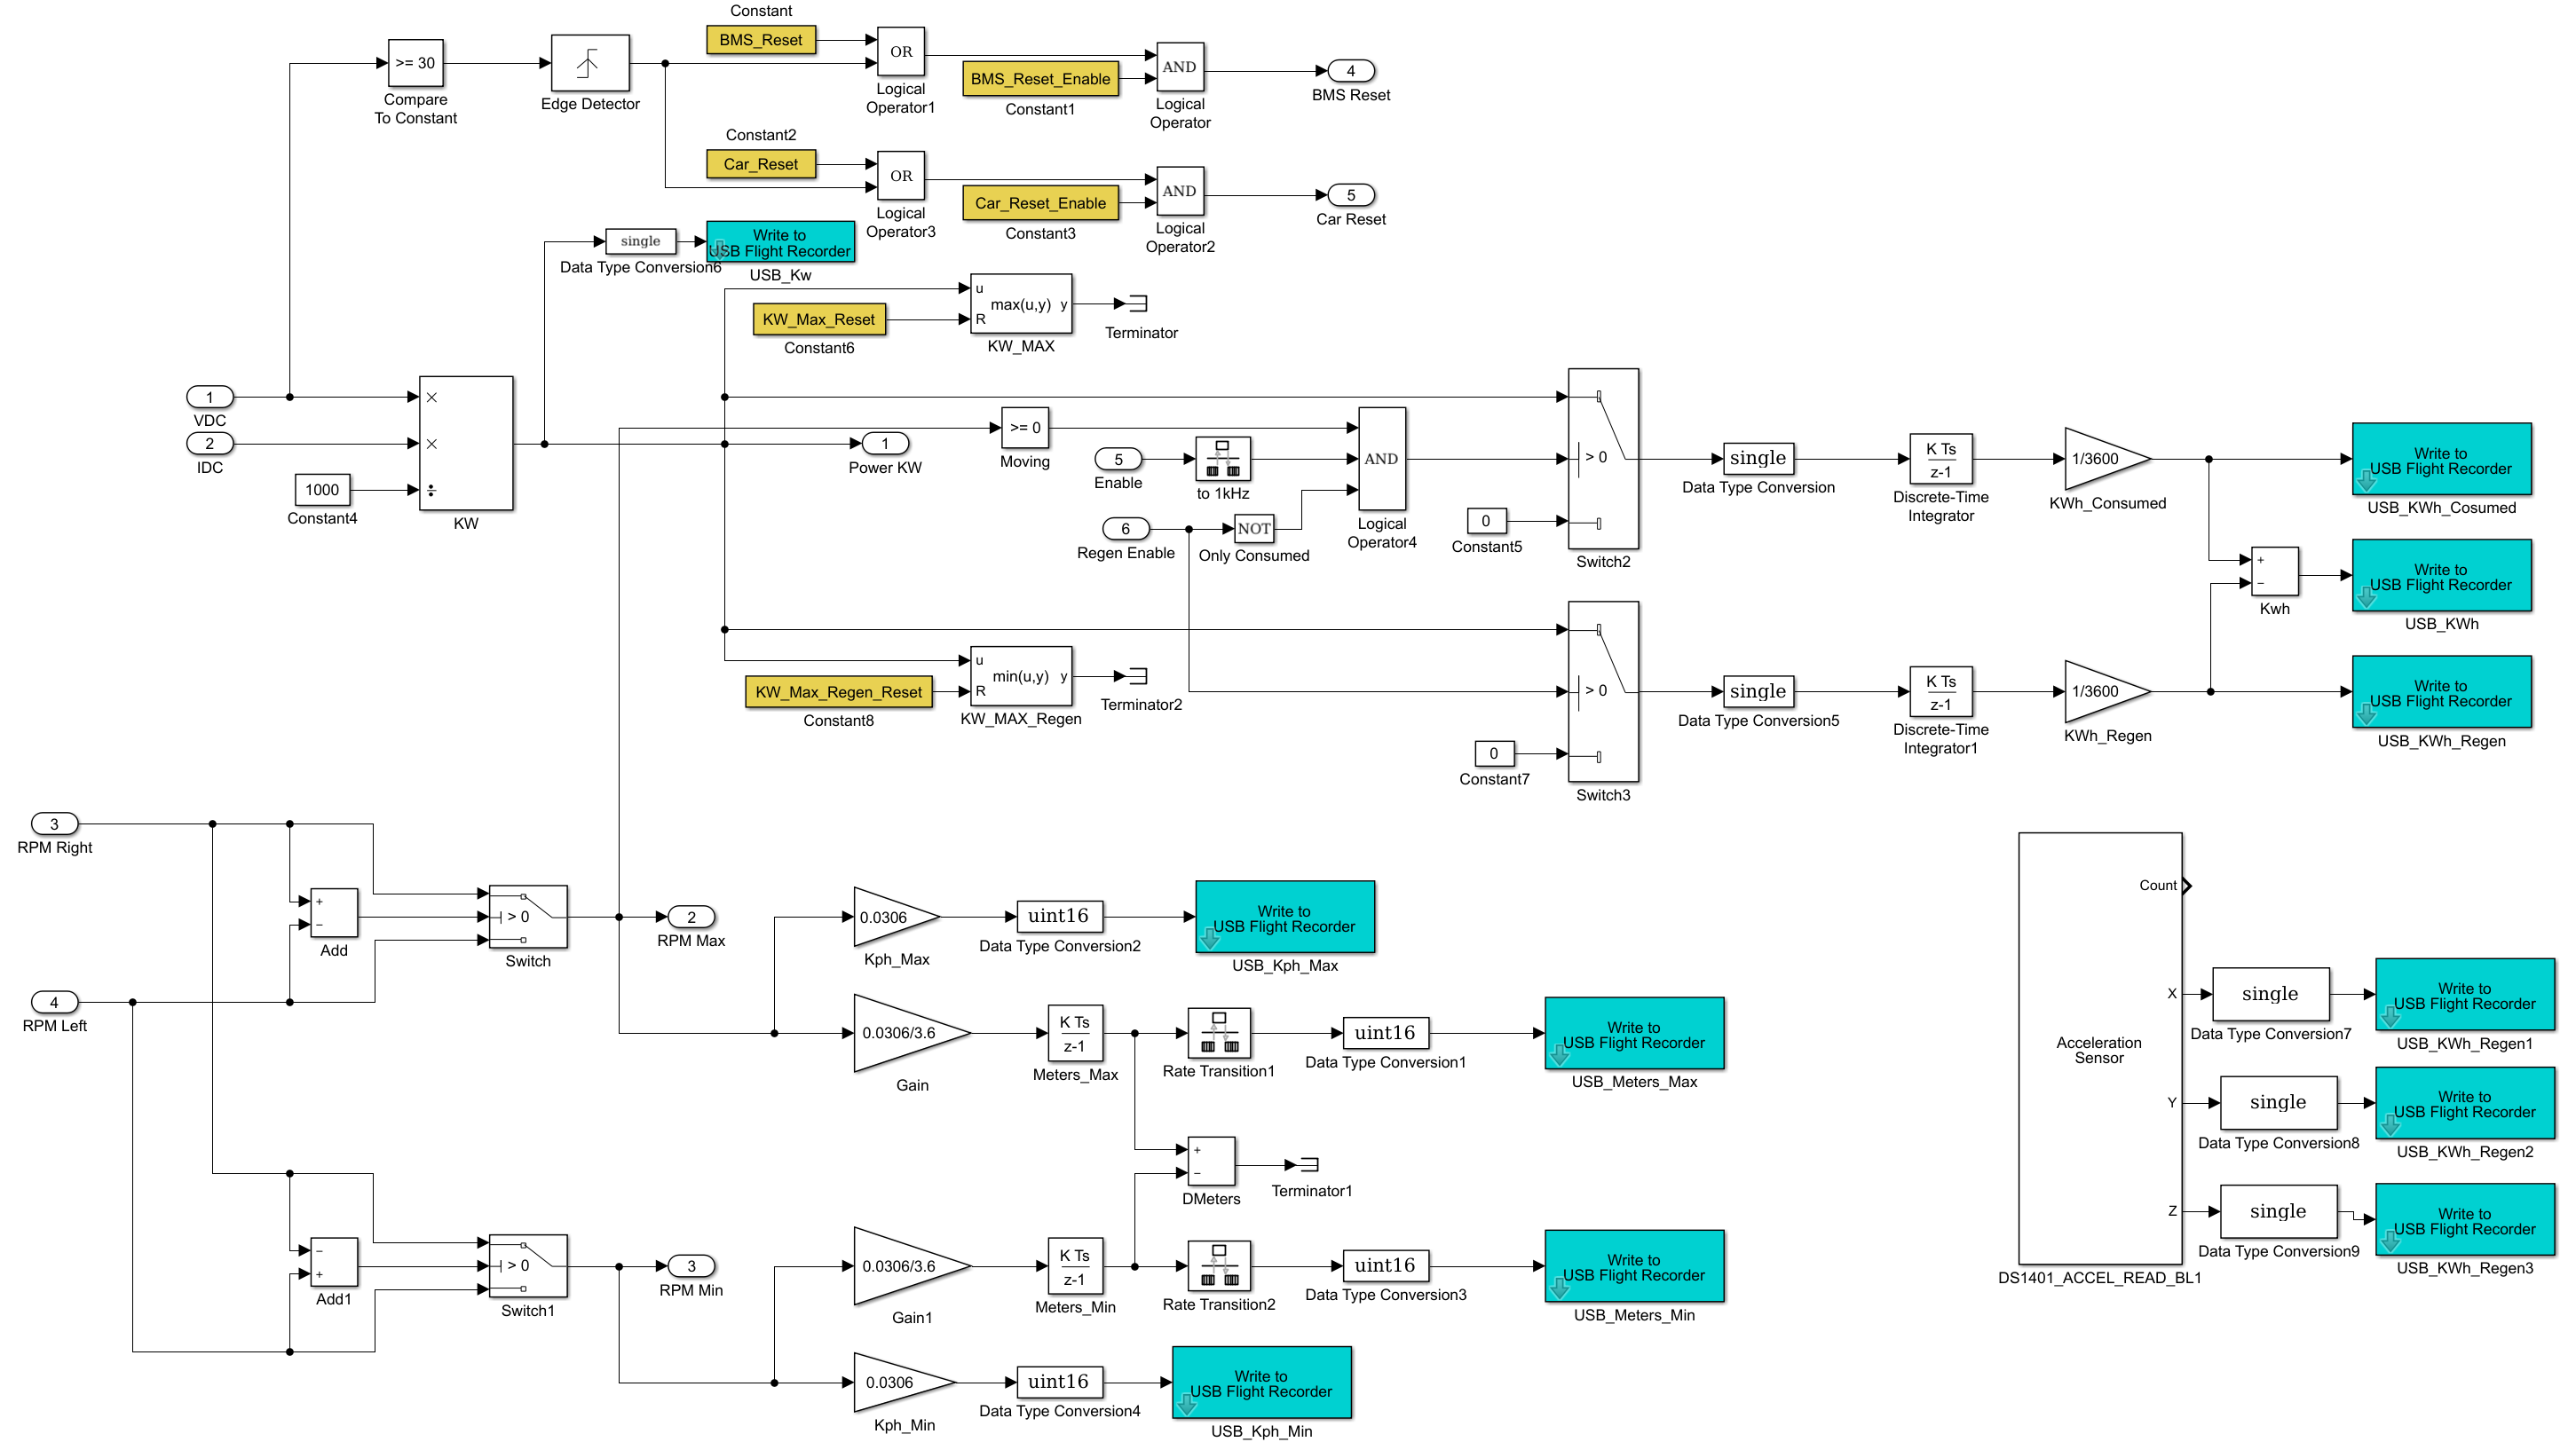 Constant
BMS_Reset
OR
Logical
Operator1
>= 30
Compare
To Constant
Edge Detector
BMS_Reset_Enable
Constant1
AND
Logical
Operator
4
BMS Reset
Constant2
Car_Reset
OR
Logical
Operator3
Car_Reset_Enable
Constant3
AND
Logical
Operator2
5
Car Reset
single
Data Type Conversion6
Write to
USB Flight Recorder
USB_Kw
KW_Max_Reset
Constant6
u
R
max(u,y)
y
KW_MAX
Terminator
1
VDC
2
IDC
1000
Constant4
×
×
÷
KW
1
Power KW
>= 0
Moving
5
Enable
to 1kHz
6
Regen Enable
NOT
Only Consumed
AND
Logical
Operator4
0
Constant5
> 0
Switch2
single
Data Type Conversion
K Ts
z-1
Discrete-Time
Integrator
1/3600
KWh_Consumed
Write to
USB Flight Recorder
USB_KWh_Cosumed
+
−
Kwh
Write to
USB Flight Recorder
USB_KWh
KW_Max_Regen_Reset
Constant8
u
R
min(u,y)
y
KW_MAX_Regen
Terminator2
0
Constant7
> 0
Switch3
single
Data Type Conversion5
K Ts
z-1
Discrete-Time
Integrator1
1/3600
KWh_Regen
Write to
USB Flight Recorder
USB_KWh_Regen
3
RPM Right
4
RPM Left
+
−
Add
> 0
Switch
2
RPM Max
0.0306
Kph_Max
uint16
Data Type Conversion2
Write to
USB Flight Recorder
USB_Kph_Max
0.0306/3.6
Gain
K Ts
z-1
Meters_Max
Rate Transition1
uint16
Data Type Conversion1
Write to
USB Flight Recorder
USB_Meters_Max
+
−
DMeters
Terminator1
−
+
Add1
> 0
Switch1
3
RPM Min
0.0306/3.6
Gain1
K Ts
z-1
Meters_Min
Rate Transition2
uint16
Data Type Conversion3
Write to
USB Flight Recorder
USB_Meters_Min
0.0306
Kph_Min
uint16
Data Type Conversion4
Write to
USB Flight Recorder
USB_Kph_Min
Count
X
Y
Z
Acceleration
Sensor
DS1401_ACCEL_READ_BL1
single
Data Type Conversion7
Write to
USB Flight Recorder
USB_KWh_Regen1
single
Data Type Conversion8
Write to
USB Flight Recorder
USB_KWh_Regen2
single
Data Type Conversion9
Write to
USB Flight Recorder
USB_KWh_Regen3